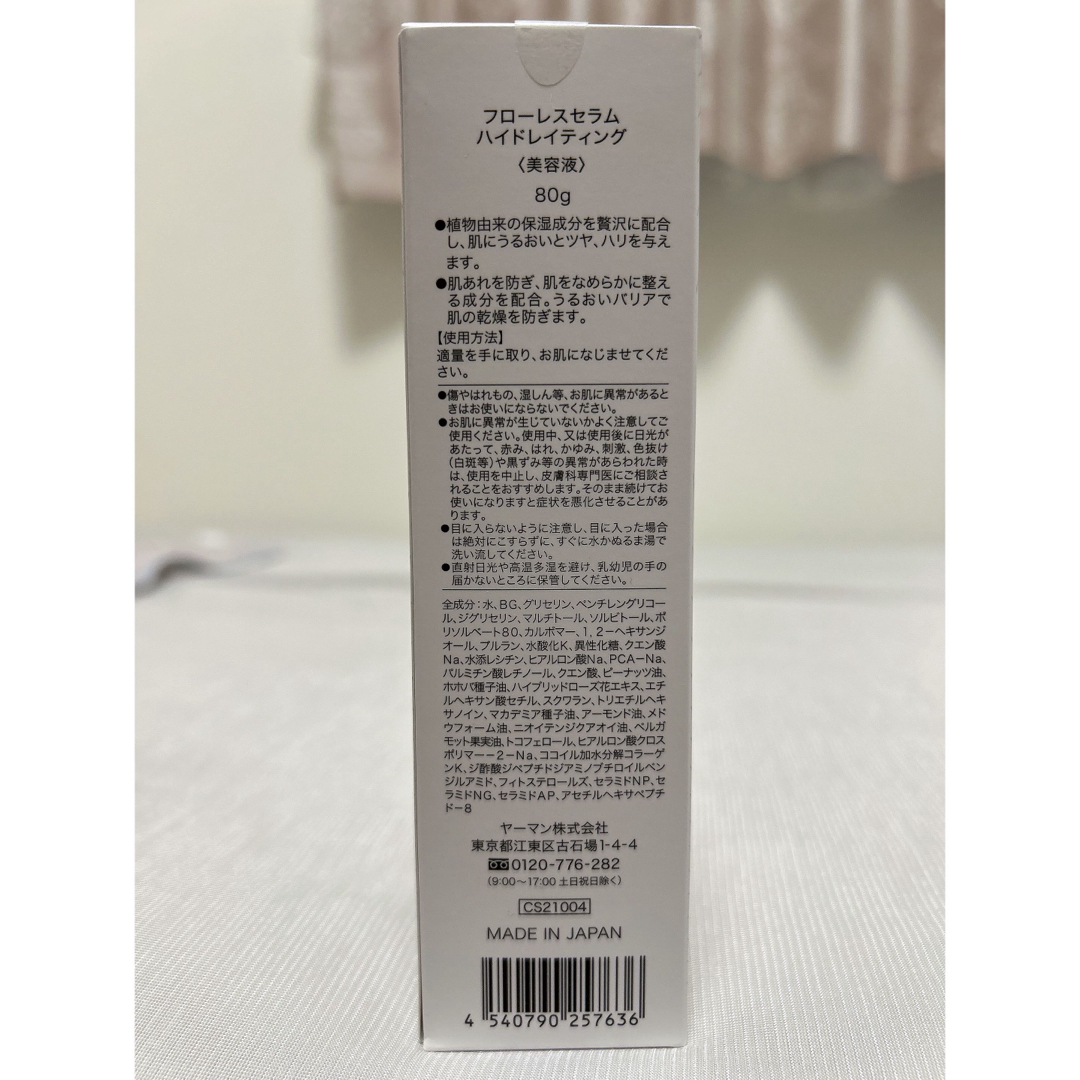 フローレスセラム
ハイドレイティング
〈美容液〉
80g
●植物由来の保湿成分を贅沢に配合
し、肌にうるおいとツヤ、ハリを与え
ます。
●肌あれを防ぎ、肌をなめらかに整え
る成分を配合。うるおいバリアで
肌の乾燥を防ぎます。
【使用方法】
適量を手に取り、お肌になじませてくだ
さい。
●傷やはれもの、湿しん等、お肌に異常があると
きはお使いにならないでください。
●お肌に異常が生じていないかよく注意してご
使用ください。使用中、又は使用後に日光が
あたって、赤み、はれ、かゆみ、刺激、色抜け
(白斑等)や黒ずみ等の異常があらわれた時
は、使用を中止し、皮膚科専門医にご相談さ
れることをおすすめします。そのまま続けてお
使いになりますと症状を悪化させることがあ
ります。
●目に入らないように注意し、目に入った場合
は絶対にこすらずに、すぐに水かぬるま湯で
洗い流してください。
●直射日光や高温多湿を避け、乳幼児の手の
届かないところに保管してください。
全成分:水、BG、グリセリン、ペンチレングリコー
ル、ジグリセリン、マルチトール、ソルビトール、ポ
リソルベート80、カルボマー、1,2-ヘキサンジ
オール、プルラン、水酸化K、異性化糖、クエン酸
Na、水添レシチン、ヒアルロン酸Na、PCA-Na、
パルミチン酸レチノール、クエン酸、ピーナッツ油、
ホホバ種子油、ハイブリッドローズ花エキス、エチ
ルヘキサン酸セチル、スクワラン、トリエチルヘキ
サノイン、マカデミア種子油、アーモンド油、メド
ウフォーム油、ニオイテンジクアオイ油、ベルガ
モット果実油、トコフェロール、ヒアルロン酸クロス
ポリマー-2-Na、ココイル加水分解コラーゲ
ンK、ジ酢酸ジペプチドジアミノブチロイルベン
ジルアミド、フィトステロールズ、セラミドNP、セ
ラミドNG、セラミドAP、アセチルヘキサペプチ
ド-8
ヤーマン株式会社
東京都江東区古石場1-4-4
0120-776-282
(9:00~17:00 土日祝日除く)
CS21004
MADE IN JAPAN
4 540790 257636